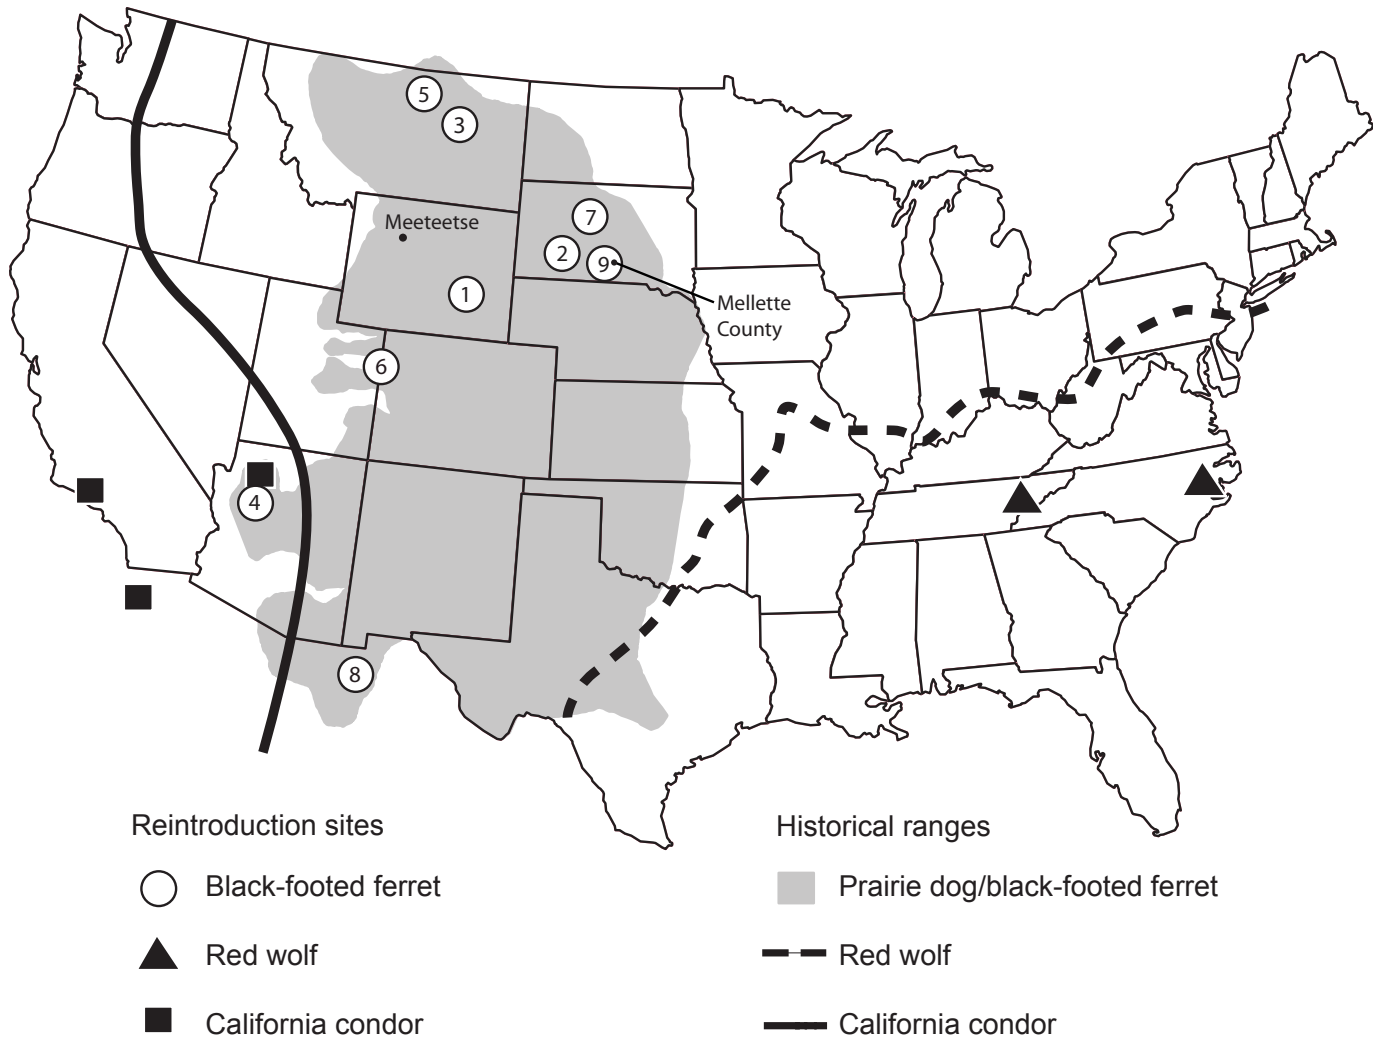 5
3
Meeteetse
7
2
9
1
Mellette
County
6
4
8
Reintroduction sites
Black-footed ferret
Red wolf
California condor
Historical ranges
Prairie dog/black-footed ferret
Red wolf
California condor